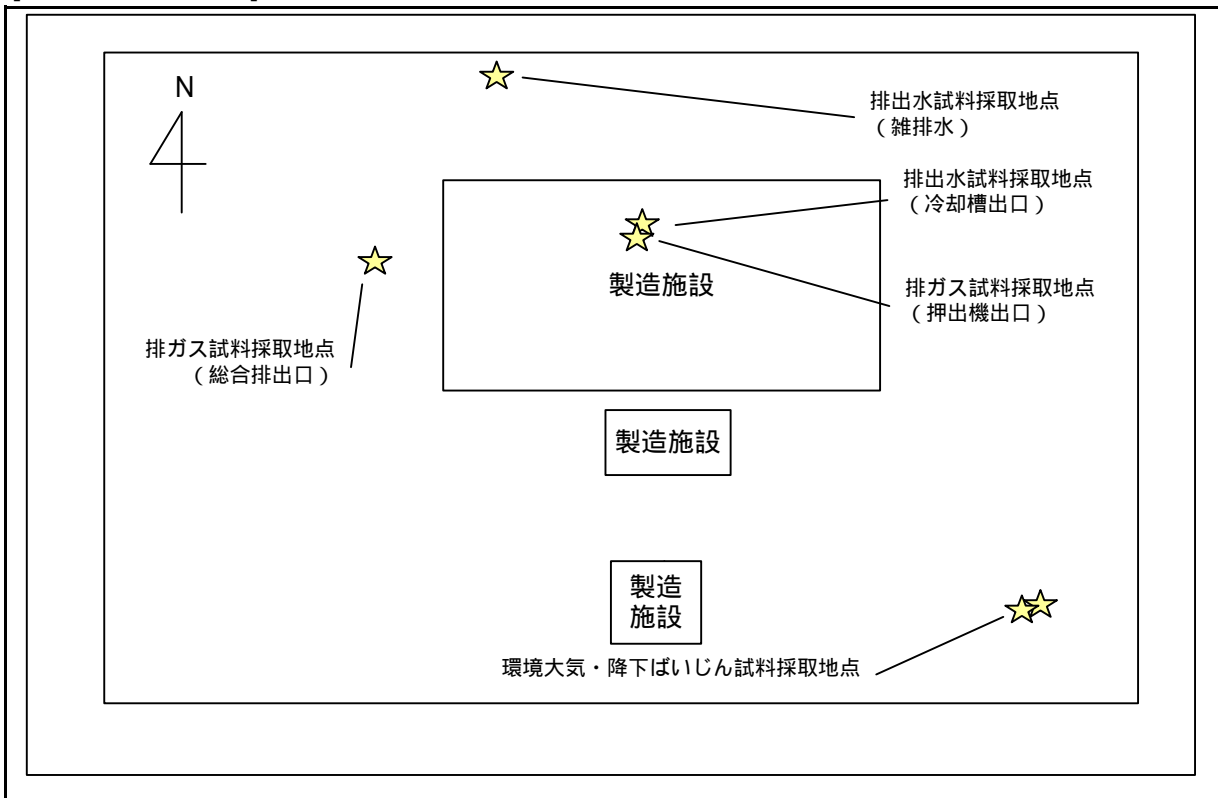 N
排出水試料採取地点
（雑排水）
排出水試料採取地点
（冷却槽出口）
製造施設
排ガス試料採取地点
（押出機出口）
排ガス試料採取地点
（総合排出口）
製造施設
製造
施設
環境大気・降下ばいじん試料採取地点